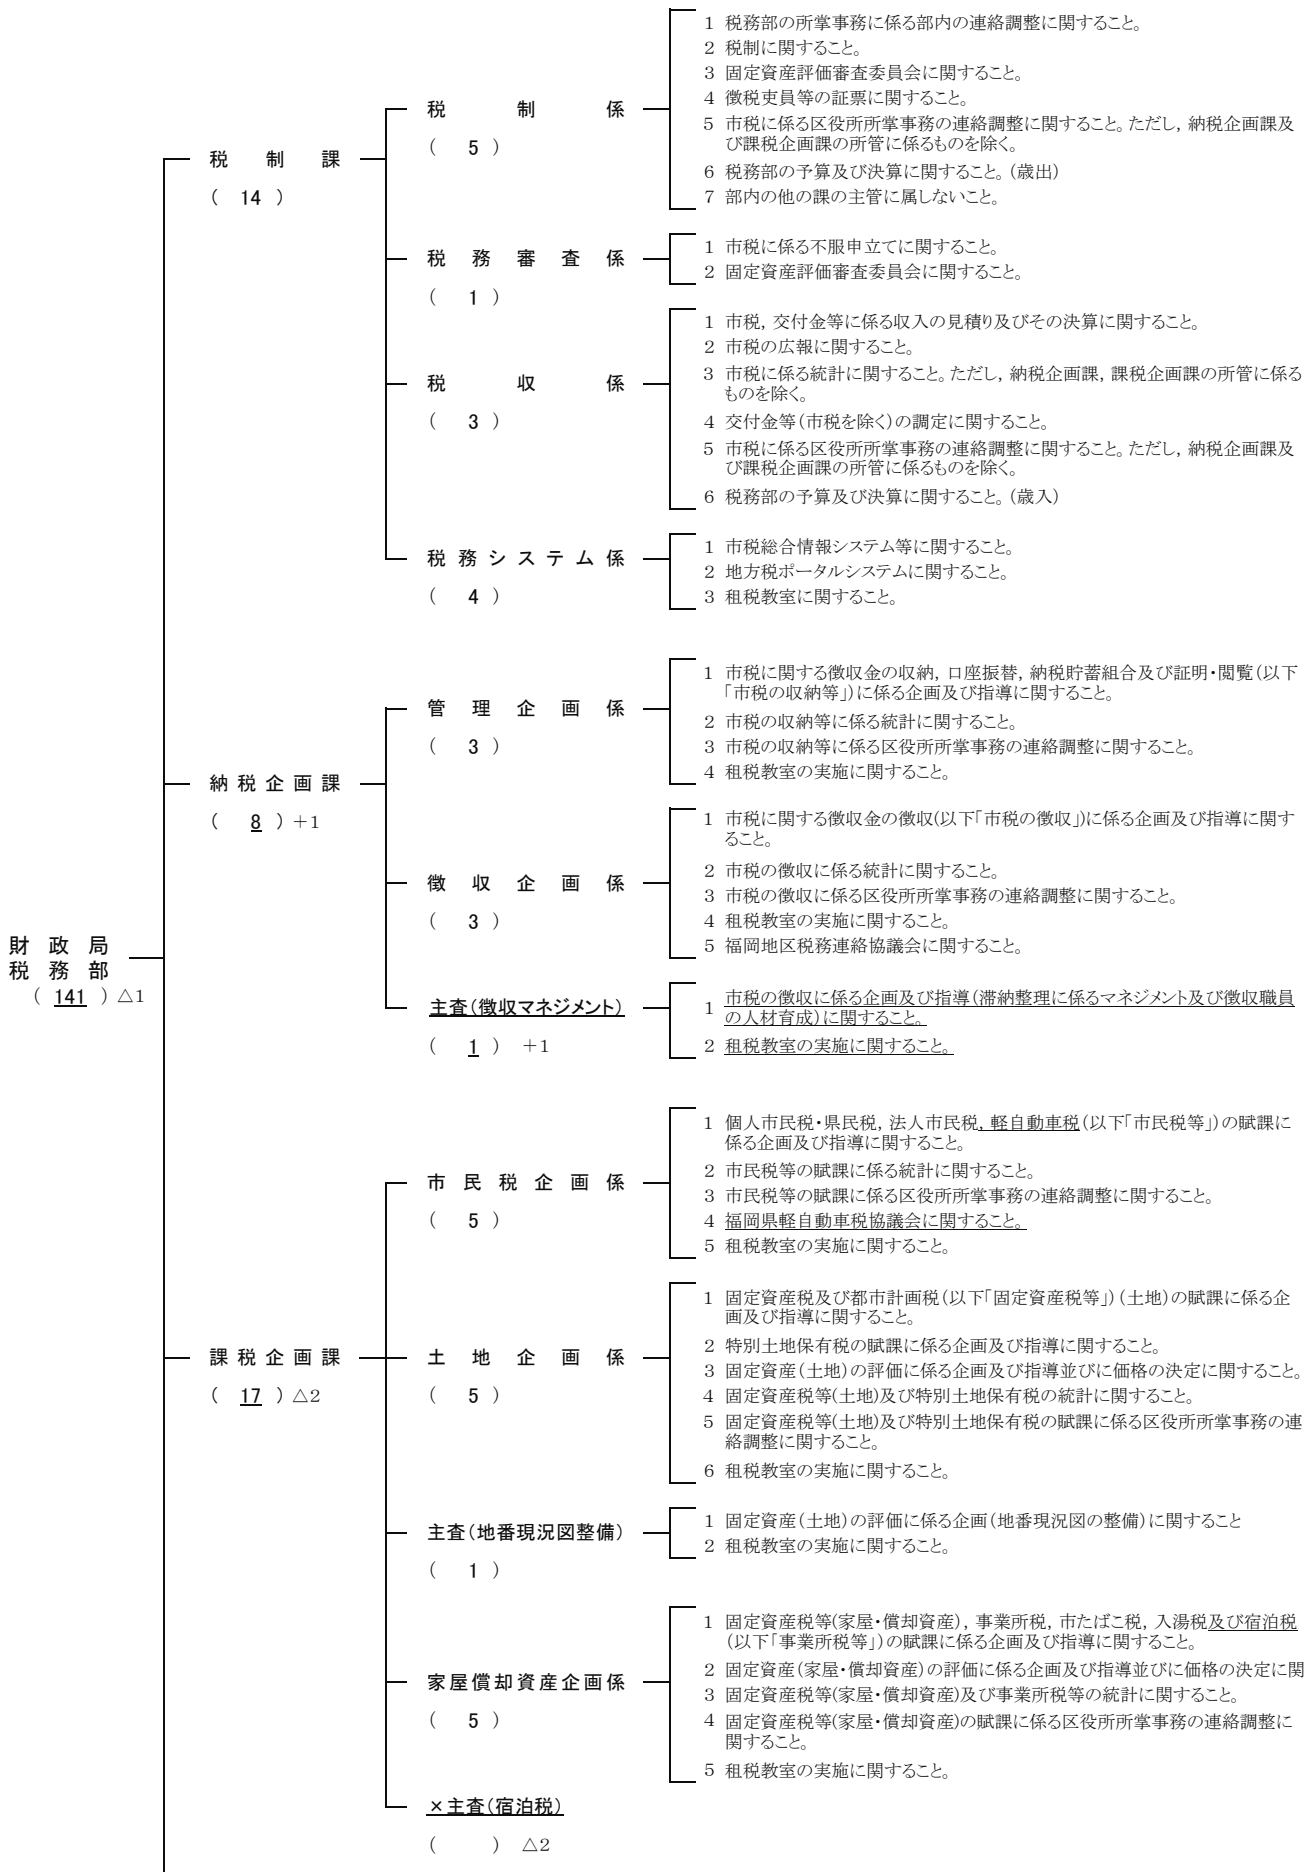 財政局
税務部
( 141 ) △1
税制課
( 14 )
税制係
( 5 )
1 税務部の所掌事務に係る部内の連絡調整に関すること。
2 税制に関すること。
3 固定資産評価審査委員会に関すること。
4 徴税吏員等の証票に関すること。
5 市税に係る区役所所掌事務の連絡調整に関すること。ただし，納税企画課及
び課税企画課の所管に係るものを除く。
6 税務部の予算及び決算に関すること。(歳出)
7 部内の他の課の主管に属しないこと。
税務審査係
( 1 )
1 市税に係る不服申立てに関すること。
2 固定資産評価審査委員会に関すること。
税収係
( 3 )
1 市税，交付金等に係る収入の見積り及びその決算に関すること。
2 市税の広報に関すること。
3 市税に係る統計に関すること。ただし，納税企画課，課税企画課の所管に係る
ものを除く。
4 交付金等(市税を除く)の調定に関すること。
5 市税に係る区役所所掌事務の連絡調整に関すること。ただし，納税企画課及
び課税企画課の所管に係るものを除く。
6 税務部の予算及び決算に関すること。(歳入)
税務システム係
( 4 )
1 市税総合情報システム等に関すること。
2 地方税ポータルシステムに関すること。
3 租税教室に関すること。
納税企画課
( 8 ) +1
管理企画係
( 3 )
1 市税に関する徴収金の収納，口座振替，納税貯蓄組合及び証明・閲覧(以下
「市税の収納等」)に係る企画及び指導に関すること。
2 市税の収納等に係る統計に関すること。
3 市税の収納等に係る区役所所掌事務の連絡調整に関すること。
4 租税教室の実施に関すること。
徴収企画係
( 3 )
1 市税に関する徴収金の徴収(以下「市税の徴収」)に係る企画及び指導に関す
ること。
2 市税の徴収に係る統計に関すること。
3 市税の徴収に係る区役所所掌事務の連絡調整に関すること。
4 租税教室の実施に関すること。
5 福岡地区税務連絡協議会に関すること。
主査(徴収マネジメント)
( 1 ) +1
1 市税の徴収に係る企画及び指導(滞納整理に係るマネジメント及び徴収職員
の人材育成)に関すること。
2 租税教室の実施に関すること。
課税企画課
( 17 ) △2
市民税企画係
( 5 )
1 個人市民税・県民税，法人市民税，軽自動車税(以下「市民税等」)の賦課に
係る企画及び指導に関すること。
2 市民税等の賦課に係る統計に関すること。
3 市民税等の賦課に係る区役所所掌事務の連絡調整に関すること。
4 福岡県軽自動車税協議会に関すること。
5 租税教室の実施に関すること。
土地企画係
( 5 )
1 固定資産税及び都市計画税(以下「固定資産税等」)(土地)の賦課に係る企
画及び指導に関すること。
2 特別土地保有税の賦課に係る企画及び指導に関すること。
3 固定資産(土地)の評価に係る企画及び指導並びに価格の決定に関すること。
4 固定資産税等(土地)及び特別土地保有税の統計に関すること。
5 固定資産税等(土地)及び特別土地保有税の賦課に係る区役所所掌事務の連
絡調整に関すること。
6 租税教室の実施に関すること。
主査(地番現況図整備)
( 1 )
1 固定資産(土地)の評価に係る企画(地番現況図の整備)に関すること
2 租税教室の実施に関すること。
家屋償却資産企画係
( 5 )
1 固定資産税等(家屋・償却資産)，事業所税，市たばこ税，入湯税及び宿泊税
(以下「事業所税等」)の賦課に係る企画及び指導に関すること。
2 固定資産(家屋・償却資産)の評価に係る企画及び指導並びに価格の決定に関
3 固定資産税等(家屋・償却資産)及び事業所税等の統計に関すること。
4 固定資産税等(家屋・償却資産)の賦課に係る区役所所掌事務の連絡調整に
関すること。
5 租税教室の実施に関すること。
×主査(宿泊税)
( ) △2